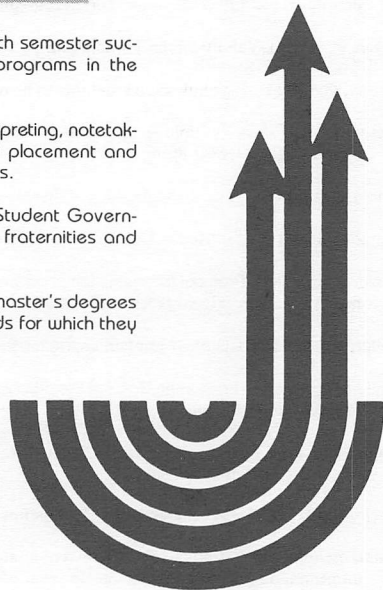 th semester suc-
programs in the
preting, notetak-
placement and
s.
Student Govern-
fraternities and
master's degrees
ds for which they